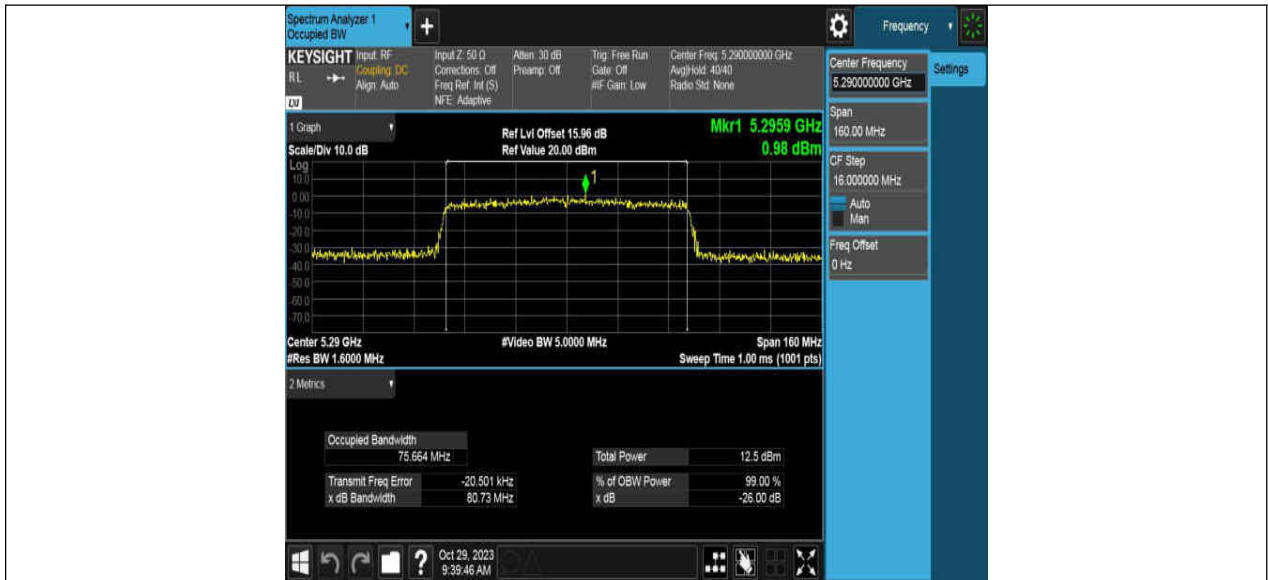 Spectrum Analyzer 1
Occupied BW
+
Frequency
KEYSIGHT
RL
LXI
Input: RF
Coupling: DC
Align: Auto
Input Z: 50 Ω
Corrections: Off
Freq Ref: Int (S)
NFE: Adaptive
Atten: 30 dB
Preamp: Off
Trig: Free Run
Gate: Off
#IF Gain: Low
Center Freq: 5.290000000 GHz
Avg|Hold: 40/40
Radio Std: None
Center Frequency
5.290000000 GHz
Settings
Span
160.00 MHz
CF Step
16.000000 MHz
Auto
Man
Freq Offset
0 Hz
1 Graph
Scale/Div 10.0 dB
Ref Lvl Offset 15.96 dB
Ref Value 20.00 dBm
Mkr1 5.2959 GHz
0.98 dBm
Log
10.0
0.00
-10.0
-20.0
-30.0
-40.0
-50.0
-60.0
-70.0
1
Center 5.29 GHz
#Res BW 1.6000 MHz
#Video BW 5.0000 MHz
Span 160 MHz
Sweep Time 1.00 ms (1001 pts)
2 Metrics
Occupied Bandwidth
75.664 MHz
Total Power 12.5 dBm
Transmit Freq Error -20.501 kHz
% of OBW Power 99.00 %
x dB Bandwidth 80.73 MHz
x dB -26.00 dB
?
Oct 29, 2023
9:39:46 AM